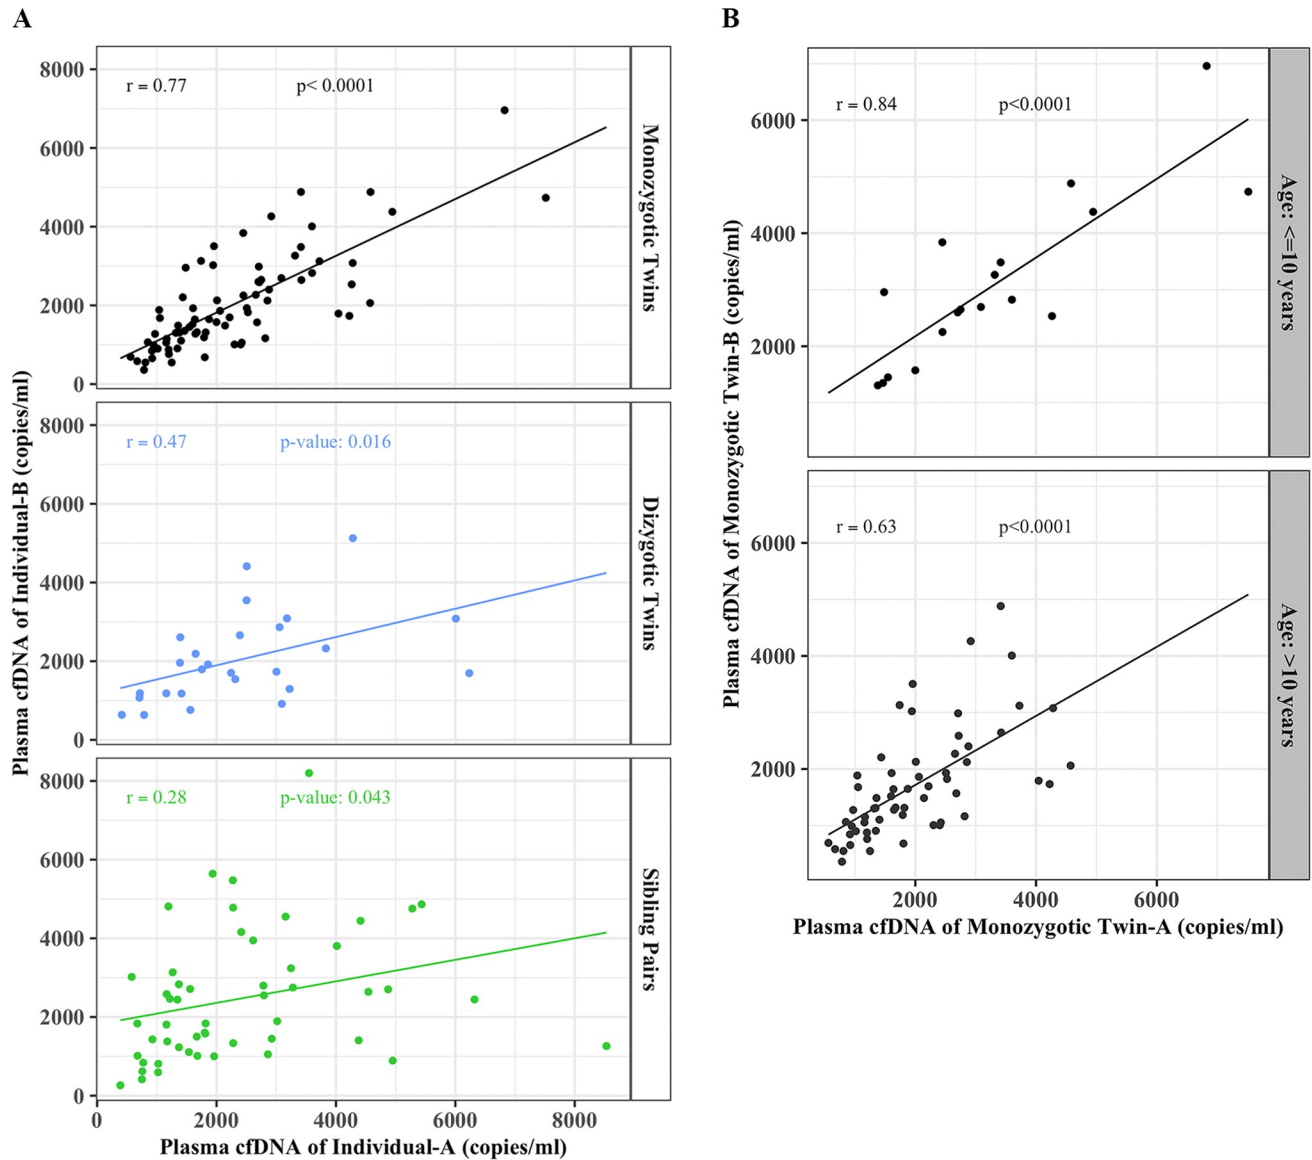 A
Plasma cfDNA of Individual-B (copies/ml)
8000
6000
4000
2000
0
r = 0.77
p< 0.0001
Monozygotic Twins
8000
6000
4000
2000
0
r = 0.47
p-value: 0.016
Dizygotic Twins
8000
6000
4000
2000
0
r = 0.28
p-value: 0.043
Sibling Pairs
0
2000
4000
6000
8000
Plasma cfDNA of Individual-A (copies/ml)
B
Plasma cfDNA of Monozygotic Twin-B (copies/ml)
6000
4000
2000
r = 0.84
p<0.0001
Age: <=10 years
6000
4000
2000
r = 0.63
p<0.0001
Age: >10 years
2000
4000
6000
Plasma cfDNA of Monozygotic Twin-A (copies/ml)